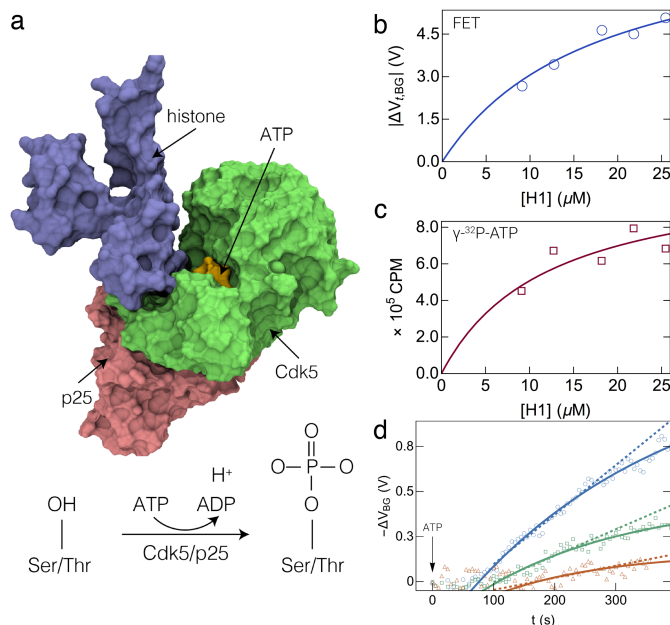 a
histone
ATP
Cdk5
p25
OH
Ser/Thr
ATP
H⁺
ADP
Cdk5/p25
O
O P O
O
Ser/Thr
b
FET
|ΔVₜ,BG| (V)
4.5
3.0
1.5
0.0
0 5 10 15 20 25
[H1] (μM)
c
γ-³²P-ATP
× 10⁵ CPM
8.0
6.0
4.0
2.0
0.0
0 5 10 15 20 25
[H1] (μM)
d
−ΔV_BG (V)
0.8
0.5
0.3
0
ATP
0 100 200 300
t (s)